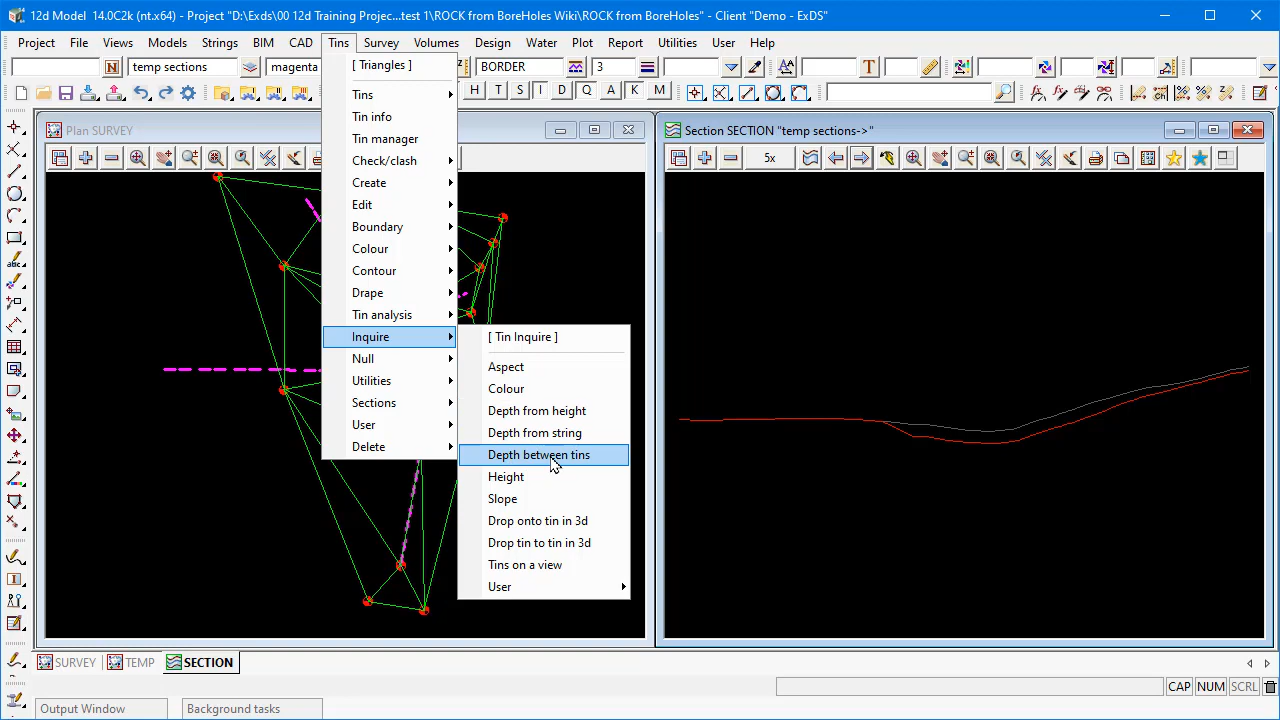 12d Model 14.0C2k (nt.x64) - Project "D:\Exds\00 12d Training Projec...test 1\ROCK from BoreHoles Wiki\ROCK from BoreHoles" - Client "Demo - ExDS"
Project File Views Models Strings BIM CAD Tins Survey Volumes Design Water Plot Report Utilities User Help
N temp sections magenta BORDER 3 T
H T S I D Q A K M
Plan SURVEY
Section SECTION "temp sections->"
5x
[ Triangles ]
Tins
Tin info
Tin manager
Check/clash
Create
Edit
Boundary
Colour
Contour
Drape
Tin analysis
Inquire
Null
Utilities
Sections
User
Delete
[ Tin Inquire ]
Aspect
Colour
Depth from height
Depth from string
Depth between tins
Height
Slope
Drop onto tin in 3d
Drop tin to tin in 3d
Tins on a view
User
SURVEY TEMP SECTION
CAP NUM SCRL
Output Window Background tasks